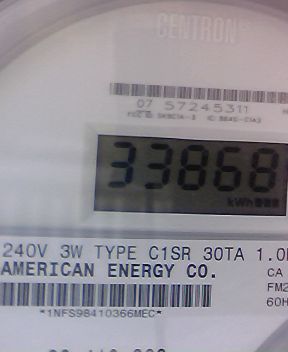 CENTRON
07 57245311
33868
kWh
240V 3W TYPE C1SR 30TA 1.0
AMERICAN ENERGY CO.
CA
FM2
60H
*1NFS98410366MEC*